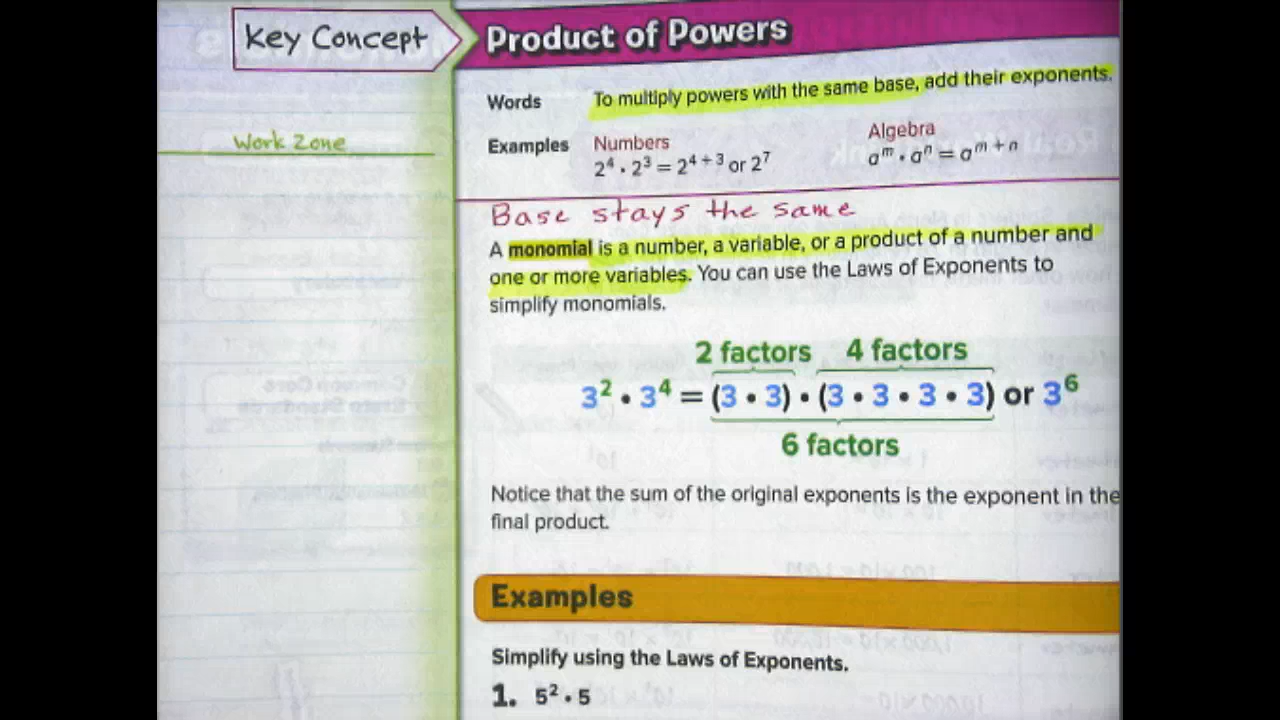 Key Concept
Product of Powers
Words To multiply powers with the same base, add their exponents.
Work Zone
Examples Numbers Algebra
2⁴ · 2³ = 2⁴⁺³ or 2⁷ aᵐ · aⁿ = aᵐ⁺ⁿ
Base stays the same
A monomial is a number, a variable, or a product of a number and
one or more variables. You can use the Laws of Exponents to
simplify monomials.
2 factors 4 factors
3² · 3⁴ = (3 · 3) · (3 · 3 · 3 · 3) or 3⁶
6 factors
Notice that the sum of the original exponents is the exponent in the
final product.
Examples
Simplify using the Laws of Exponents.
1. 5² · 5